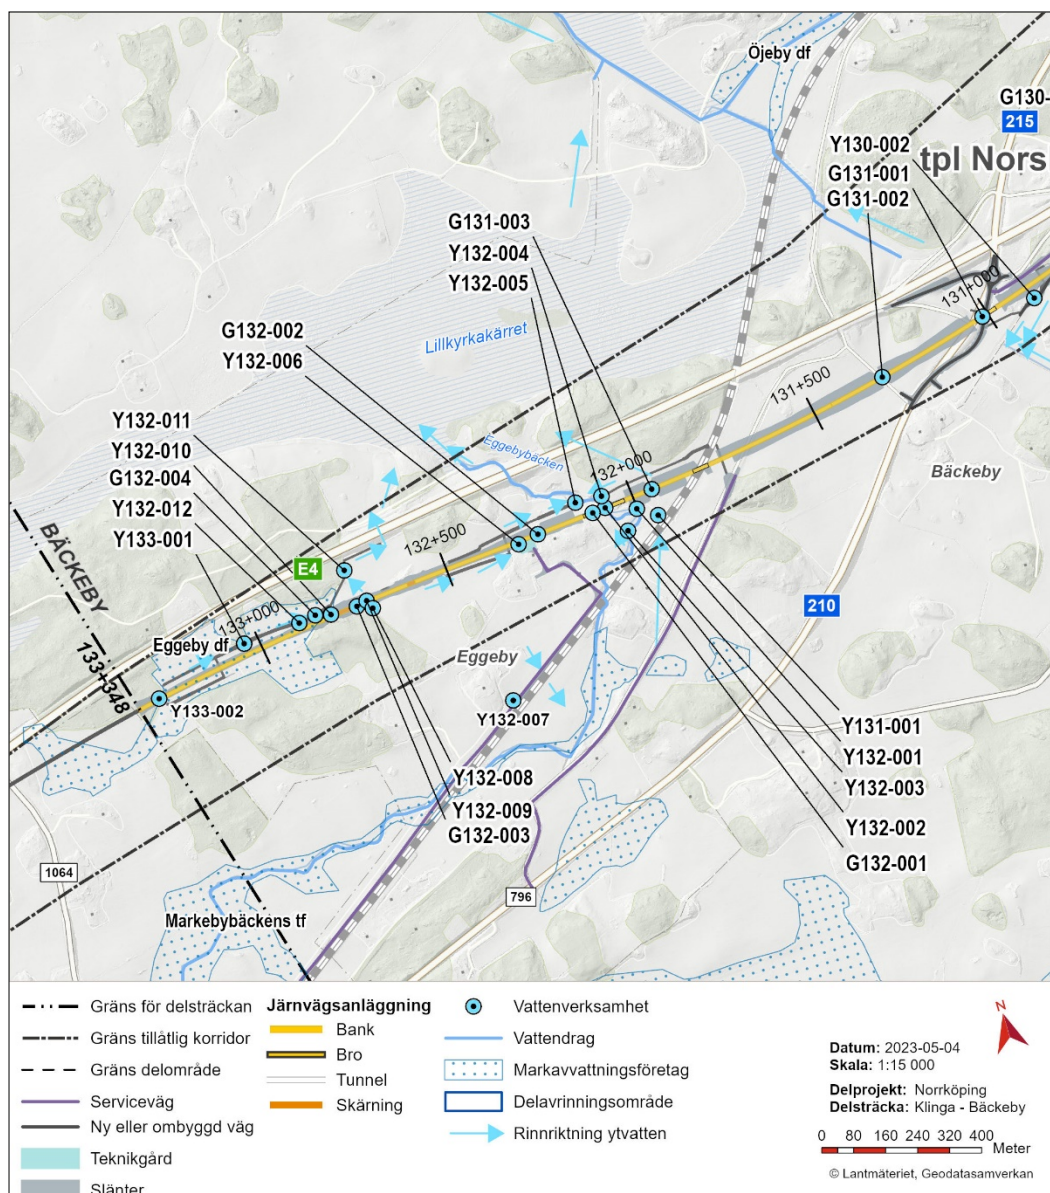 Öjeby df
G130-
215
Y130-002
tpl Nors
G131-001
G131-002
G131-003
Y132-004
Y132-005
131+000
G132-002
Y132-006
Lillkyrkakärret
131+500
Y132-011
Y132-010
G132-004
Y132-012
Y133-001
Eggebybäcken
132+000
Bäckeby
132+500
BÄCKEBY
E4
210
133+000
Eggeby df
Eggeby
133+348
Y133-002
Y132-007
Y131-001
Y132-001
Y132-003
Y132-002
G132-001
Y132-008
Y132-009
G132-003
1064
796
Markebybäckens tf
Gräns för delsträckan
Gräns tillåtlig korridor
Gräns delområde
Serviceväg
Ny eller ombyggd väg
Teknikgård
Slänter
Järnvägsanläggning
Bank
Bro
Tunnel
Skärning
Vattenverksamhet
Vattendrag
Markavvattningsföretag
Delavrinningsområde
Rinnriktning ytvatten
N
Datum: 2023-05-04
Skala: 1:15 000
Delprojekt: Norrköping
Delsträcka: Klinga - Bäckeby
0 80 160 240 320 400
Meter
© Lantmäteriet, Geodatasamverkan